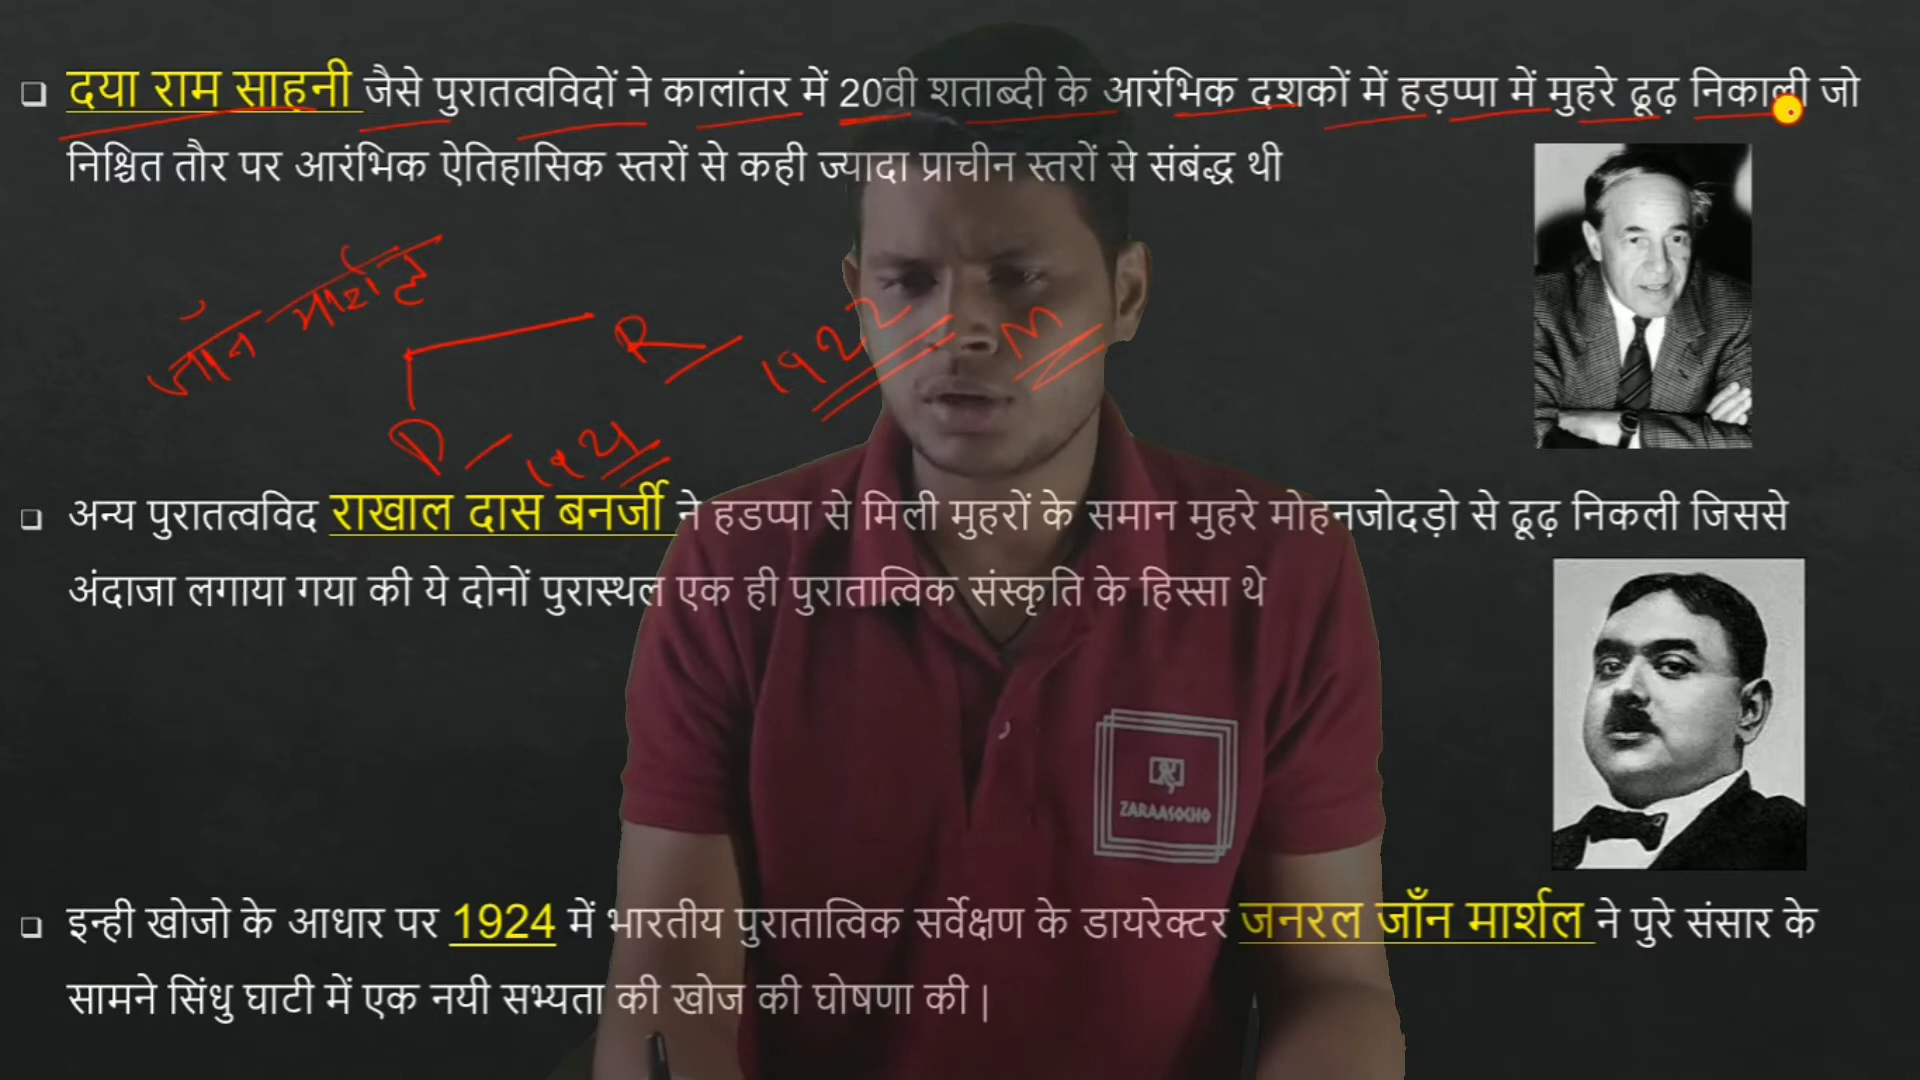 दया राम साहनी जैसे पुरातत्वविदों ने कालांतर में 20वी शताब्दी के आरंभिक दशकों में हड़प्पा में मुहरे ढूढ़ निकाली जो
निश्चित तौर पर आरंभिक ऐतिहासिक स्तरों से कही ज्यादा प्राचीन स्तरों से संबंद्ध थी
जॉन मार्शल
R 1922 M
D - 1921
अन्य पुरातत्वविद राखाल दास बनर्जी ने हडप्पा से मिली मुहरों के समान मुहरे मोहनजोदड़ो से ढूढ़ निकली जिससे
अंदाजा लगाया गया की ये दोनों पुरास्थल एक ही पुरातात्विक संस्कृति के हिस्सा थे
ZARAASOCHO
इन्ही खोजो के आधार पर 1924 में भारतीय पुरातात्विक सर्वेक्षण के डायरेक्टर जनरल जाँन मार्शल ने पुरे संसार के
सामने सिंधु घाटी में एक नयी सभ्यता की खोज की घोषणा की |